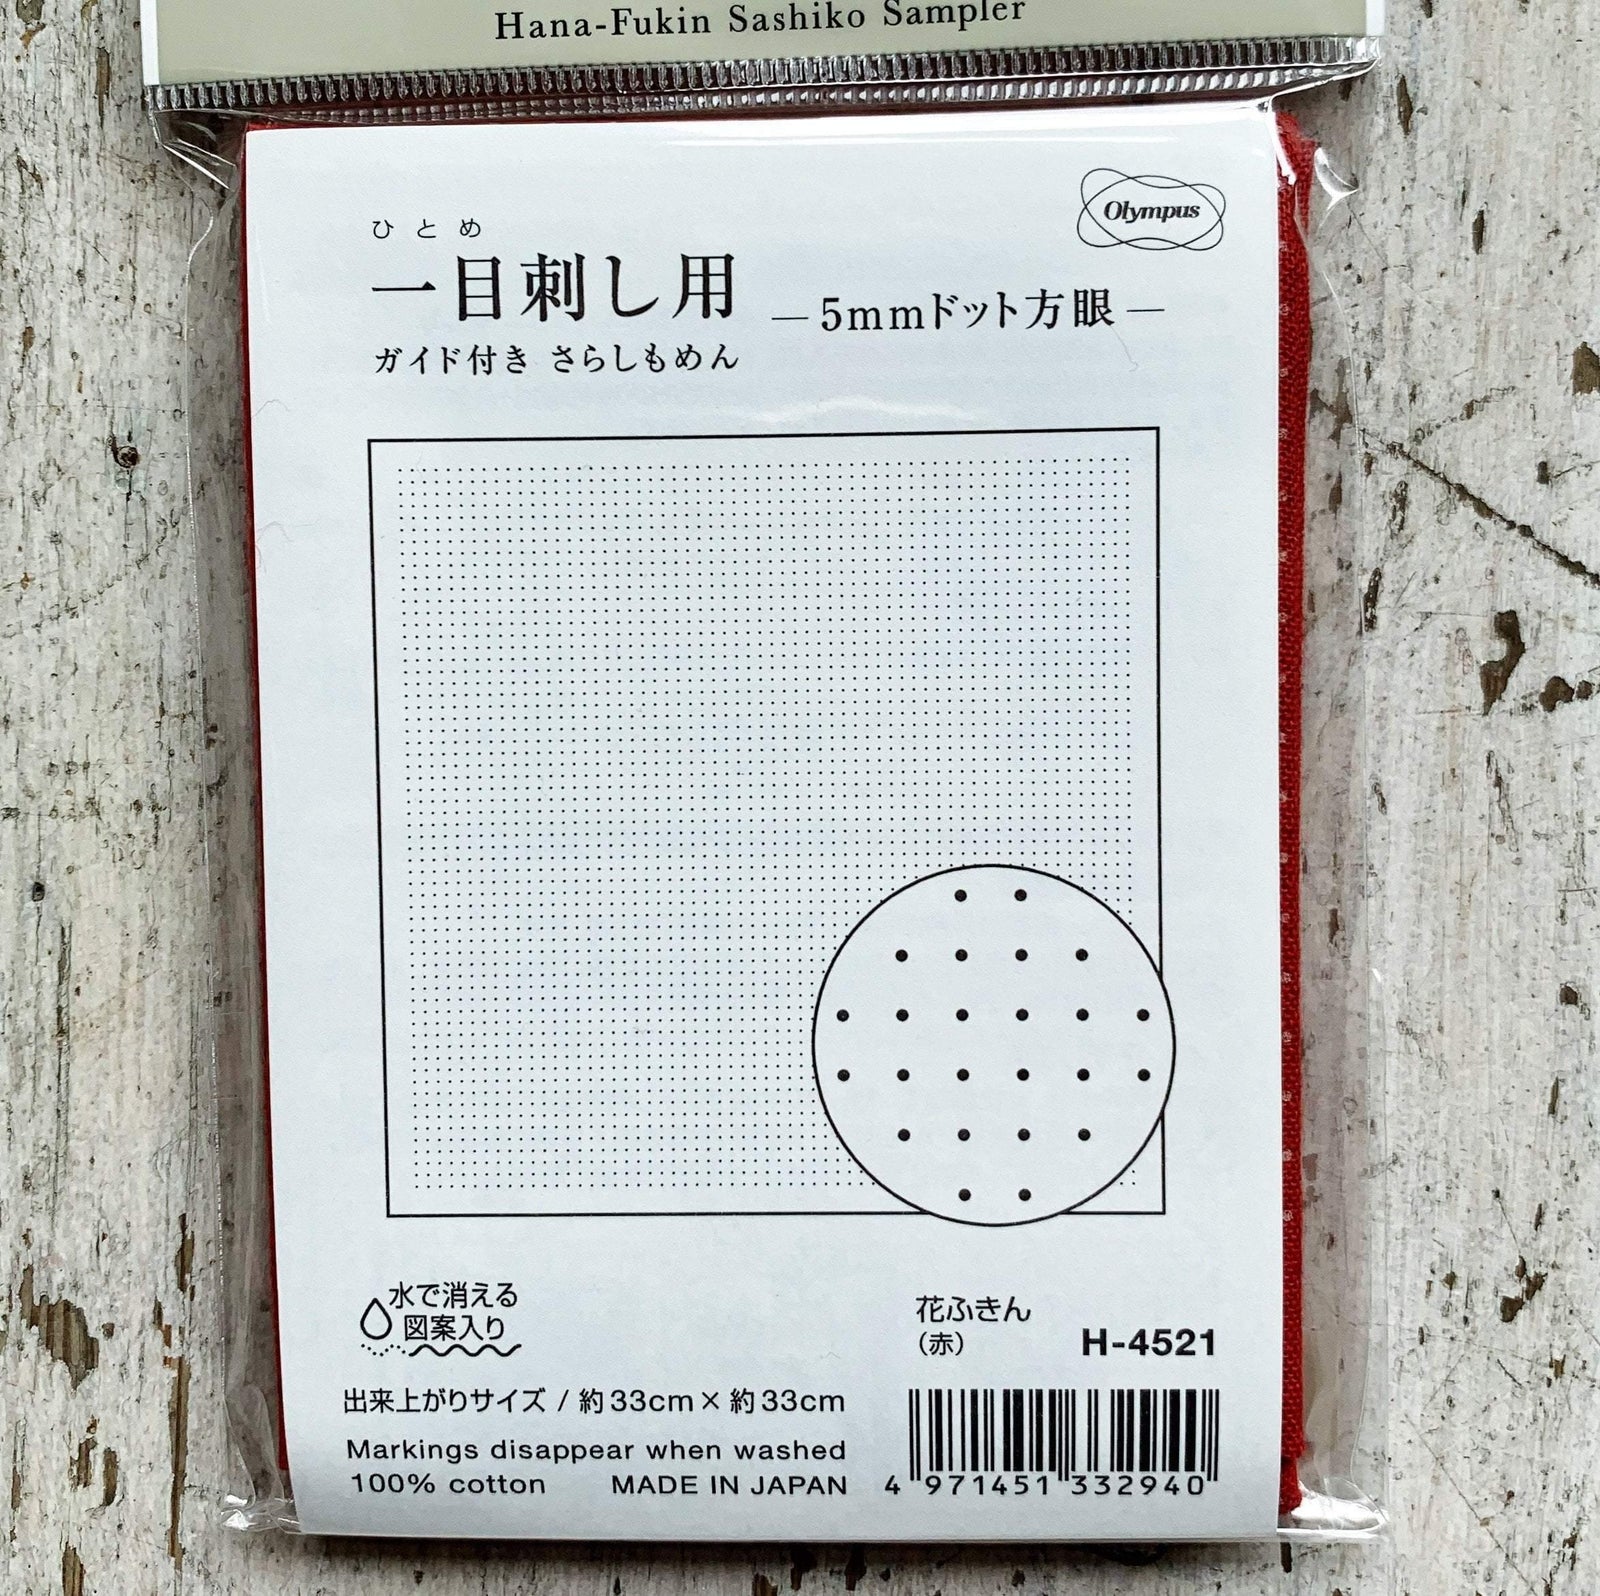 Hana-Fukin Sashiko Sampler
Olympus
ひとめ
一目刺し用
―5mmドット方眼―
ガイド付き さらしもめん
水で消える
図案入り
花ふきん
(赤)
H-4521
出来上がりサイズ / 約33cm×約33cm
Markings disappear when washed
100% cotton MADE IN JAPAN
4 971451 332940